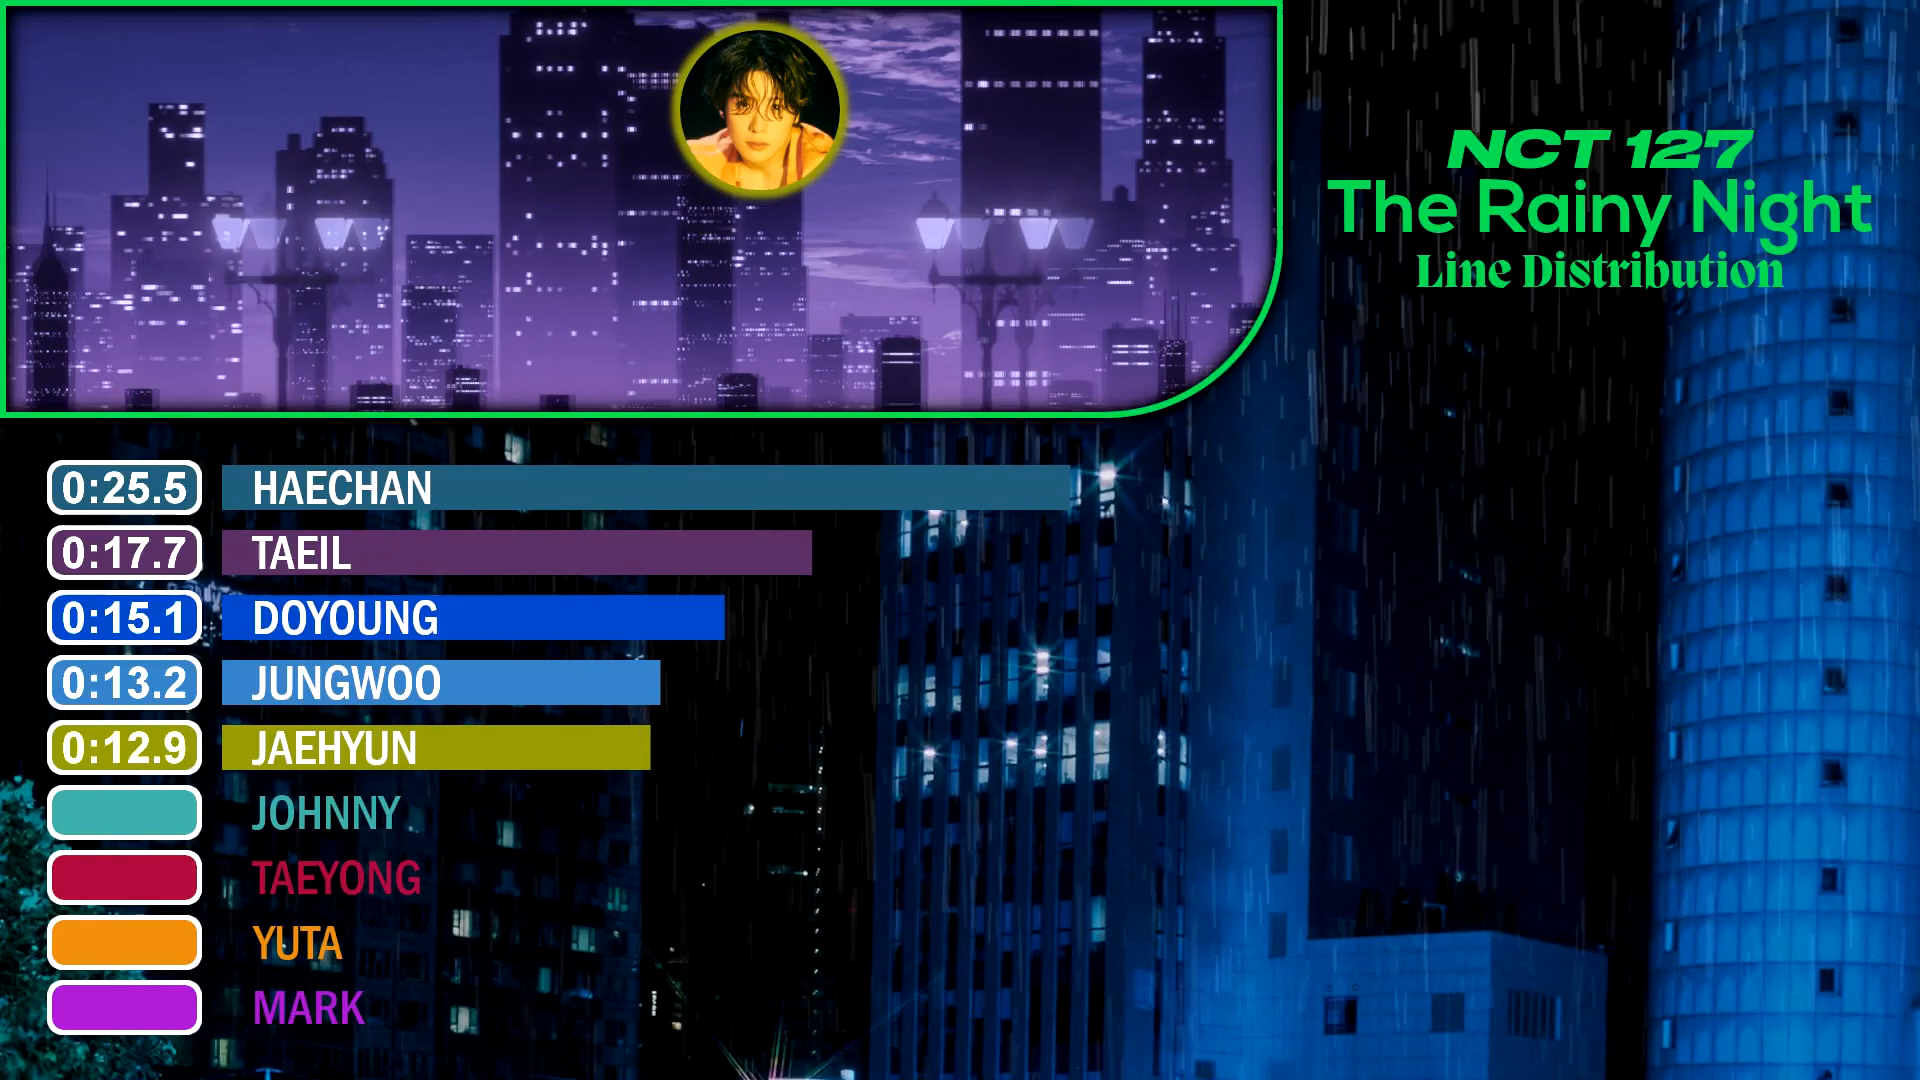 NCT 127
The Rainy Night
Line Distribution
0:25.5 HAECHAN
0:17.7 TAEIL
0:15.1 DOYOUNG
0:13.2 JUNGWOO
0:12.9 JAEHYUN
JOHNNY
TAEYONG
YUTA
MARK